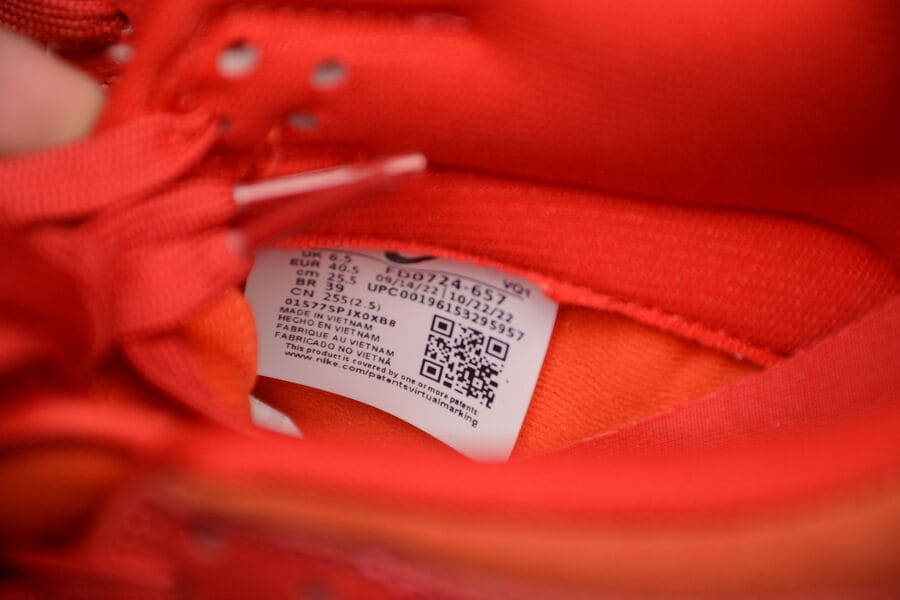 UK 6.5
EUR 40.5
cm 25.5
BR 39
CN 255(2.5)
015775PJX0XB8
MADE IN VIETNAM
HECHO EN VIETNAM
FABRIQUE AU VIETNAM
FABRICADO NO VIETNÃ
This product is covered by one or more patents:
www.nike.com/patentsvirtualmarking
VQ1
FD0724-657
09/14/22 | 10/22/22
UPC00196153295957